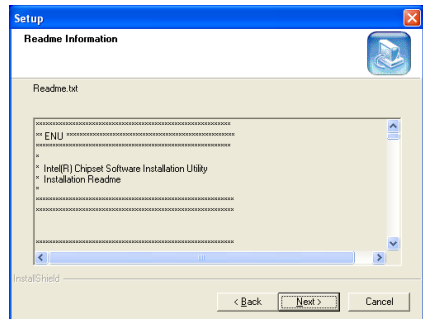 Setup
Readme Information
Readme.txt
******************************************************
** ENU **********************************************
******************************************************
*
* Intel(R) Chipset Software Installation Utility
* Installation Readme
*
******************************************************
******************************************************
******************************************************
InstallShield
< Back
Next >
Cancel